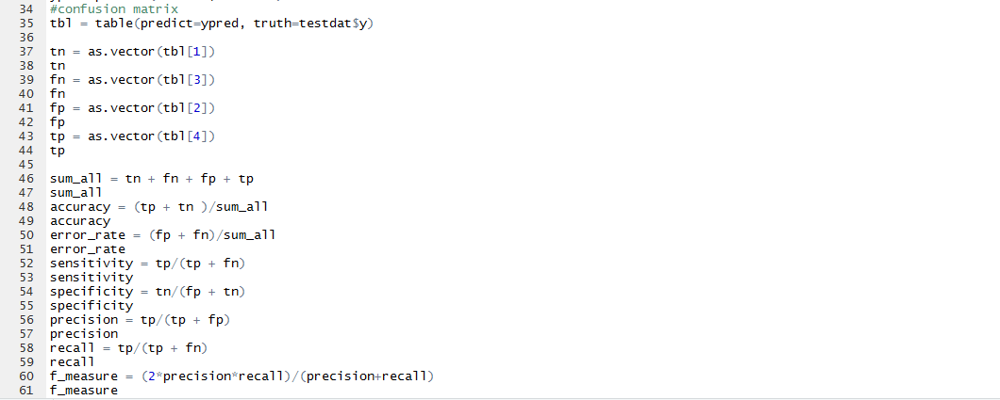 34 #confusion matrix
35 tbl = table(predict=ypred, truth=testdat$y)
36
37 tn = as.vector(tbl[1])
38 tn
39 fn = as.vector(tbl[3])
40 fn
41 fp = as.vector(tbl[2])
42 fp
43 tp = as.vector(tbl[4])
44 tp
45
46 sum_all = tn + fn + fp + tp
47 sum_all
48 accuracy = (tp + tn )/sum_all
49 accuracy
50 error_rate = (fp + fn)/sum_all
51 error_rate
52 sensitivity = tp/(tp + fn)
53 sensitivity
54 specificity = tn/(fp + tn)
55 specificity
56 precision = tp/(tp + fp)
57 precision
58 recall = tp/(tp + fn)
59 recall
60 f_measure = (2*precision*recall)/(precision+recall)
61 f_measure